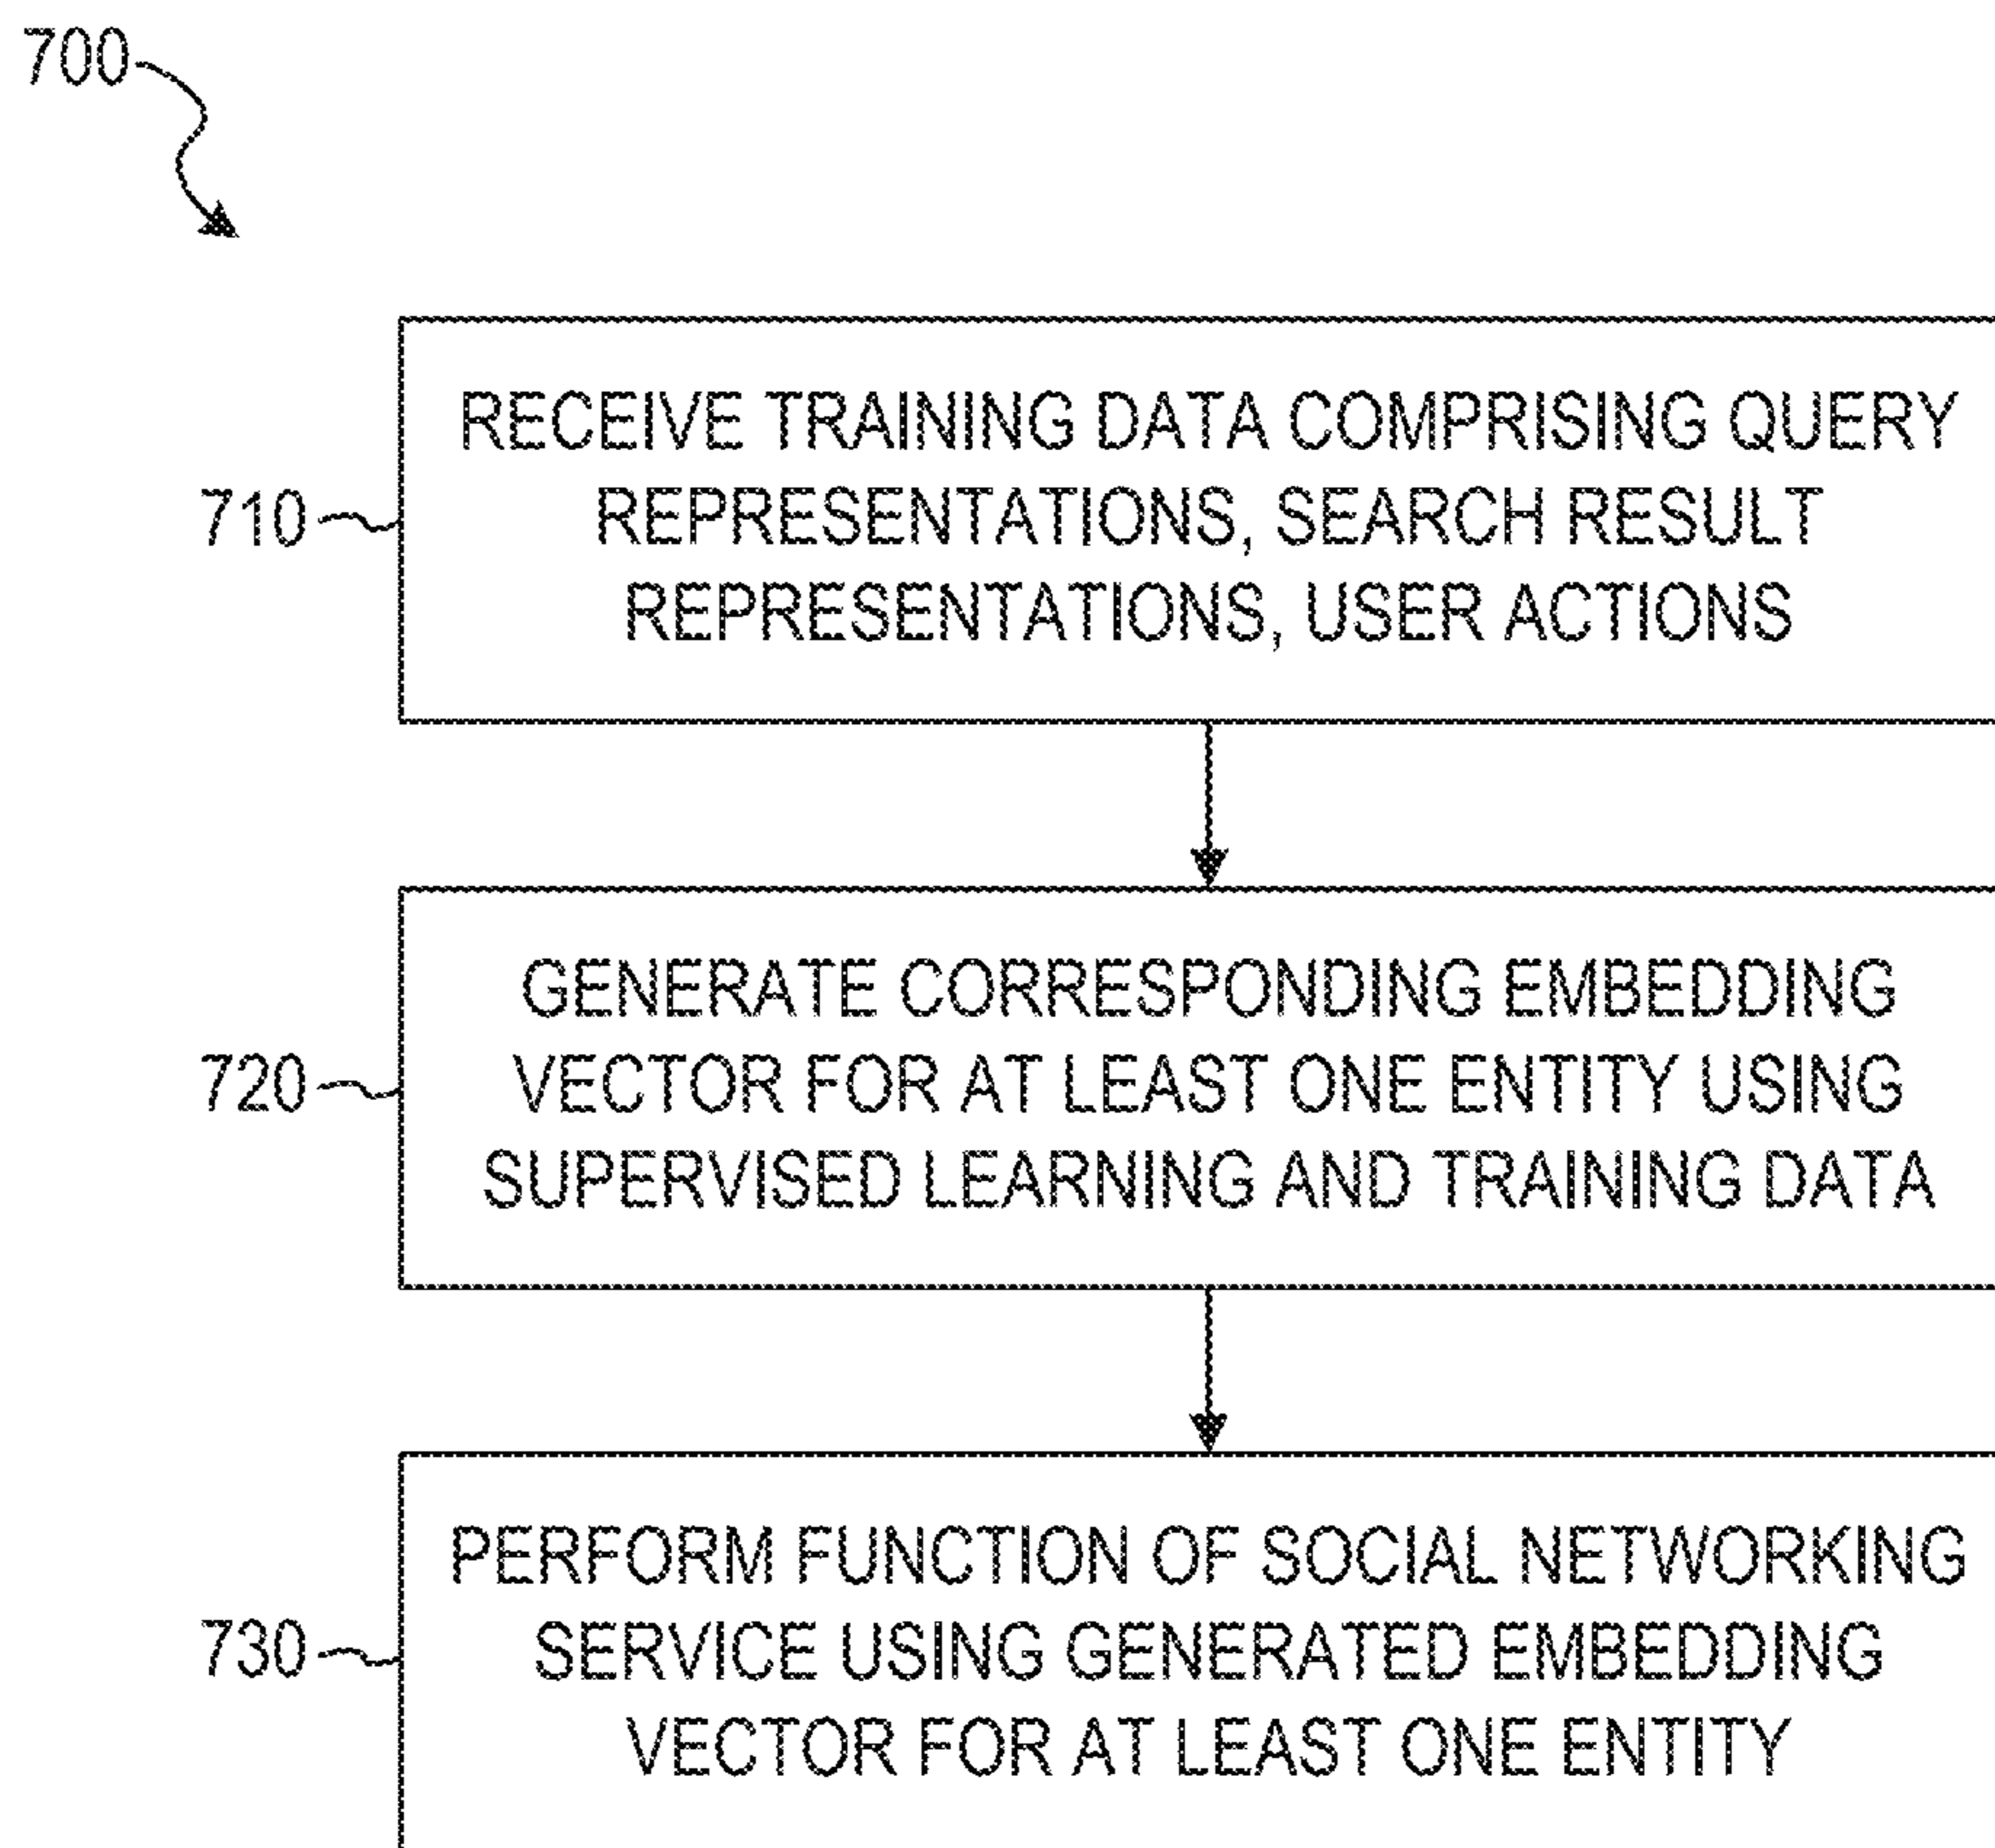 700
RECEIVE TRAINING DATA COMPRISING QUERY
710
REPRESENTATIONS, SEARCH RESULT
REPRESENTATIONS, USER ACTIONS
GENERATE CORRESPONDING EMBEDDING
720
VECTOR FOR AT LEAST ONE ENTITY USING
SUPERVISED LEARNING AND TRAINING DATA
PERFORM FUNCTION OF SOCIAL NETWORKING
730
SERVICE USING GENERATED EMBEDDING
VECTOR FOR AT LEAST ONE ENTITY